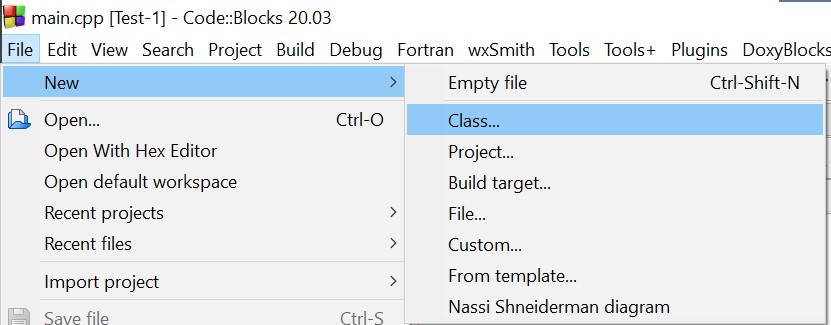 main.cpp [Test-1] - Code::Blocks 20.03
File Edit View Search Project Build Debug Fortran wxSmith Tools Tools+ Plugins DoxyBlocks
New
Open... Ctrl-O
Open With Hex Editor
Open default workspace
Recent projects
Recent files
Import project
Save file Ctrl-S
Empty file Ctrl-Shift-N
Class...
Project...
Build target...
File...
Custom...
From template...
Nassi Shneiderman diagram